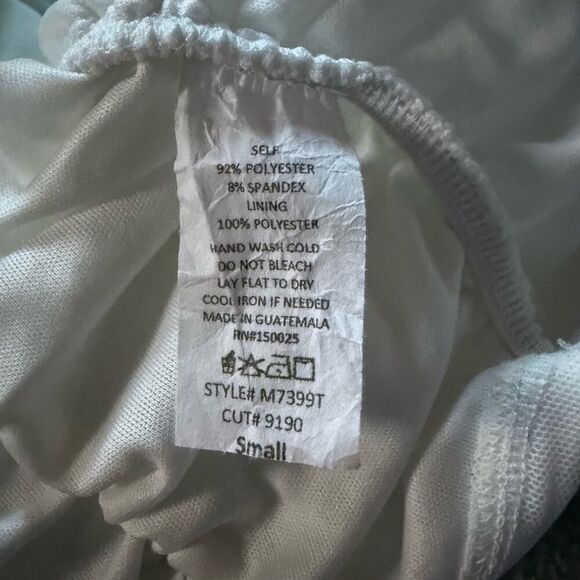 SELF
92% POLYESTER
8% SPANDEX
LINING
100% POLYESTER
HAND WASH COLD
DO NOT BLEACH
LAY FLAT TO DRY
COOL IRON IF NEEDED
MADE IN GUATEMALA
RN#150025
STYLE# M7399T
CUT# 9190
Small